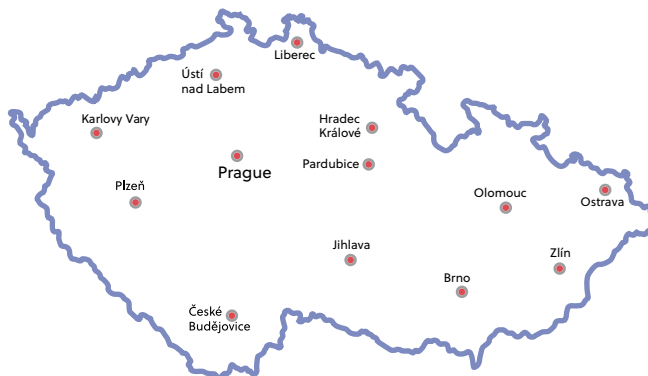 Liberec
Ústí
nad Labem
Karlovy Vary
Hradec
Králové
Prague
Pardubice
Plzeň
Olomouc
Ostrava
Jihlava
Zlín
Brno
České
Budějovice